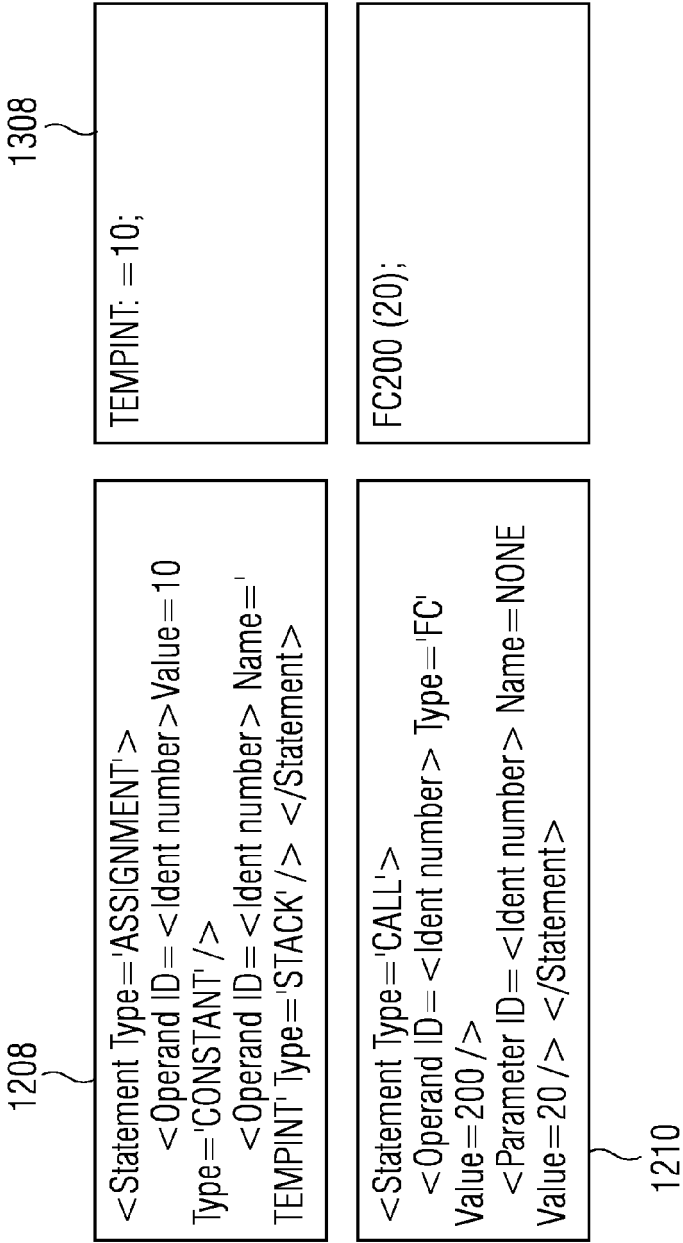 1208
<Statement Type='ASSIGNMENT'>
<Operand ID=<Ident number>Value=10
Type='CONSTANT' />
<Operand ID=<Ident number> Name='
TEMPINT' Type='STACK' /> </Statement>
1308
TEMPINT: =10;
<Statement Type='CALL'>
<Operand ID=<Ident number> Type='FC'
Value=200 />
<Parameter ID=<Ident number> Name=NONE
Value=20 /> </Statement>
1210
FC200 (20);